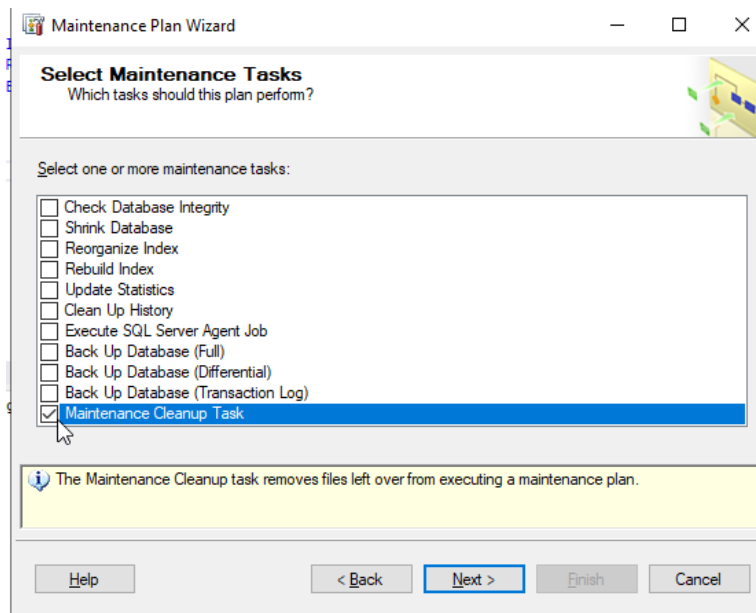 Maintenance Plan Wizard
Select Maintenance Tasks
Which tasks should this plan perform?
Select one or more maintenance tasks:
Check Database Integrity
Shrink Database
Reorganize Index
Rebuild Index
Update Statistics
Clean Up History
Execute SQL Server Agent Job
Back Up Database (Full)
Back Up Database (Differential)
Back Up Database (Transaction Log)
Maintenance Cleanup Task
The Maintenance Cleanup task removes files left over from executing a maintenance plan.
Help
< Back
Next >
Finish
Cancel